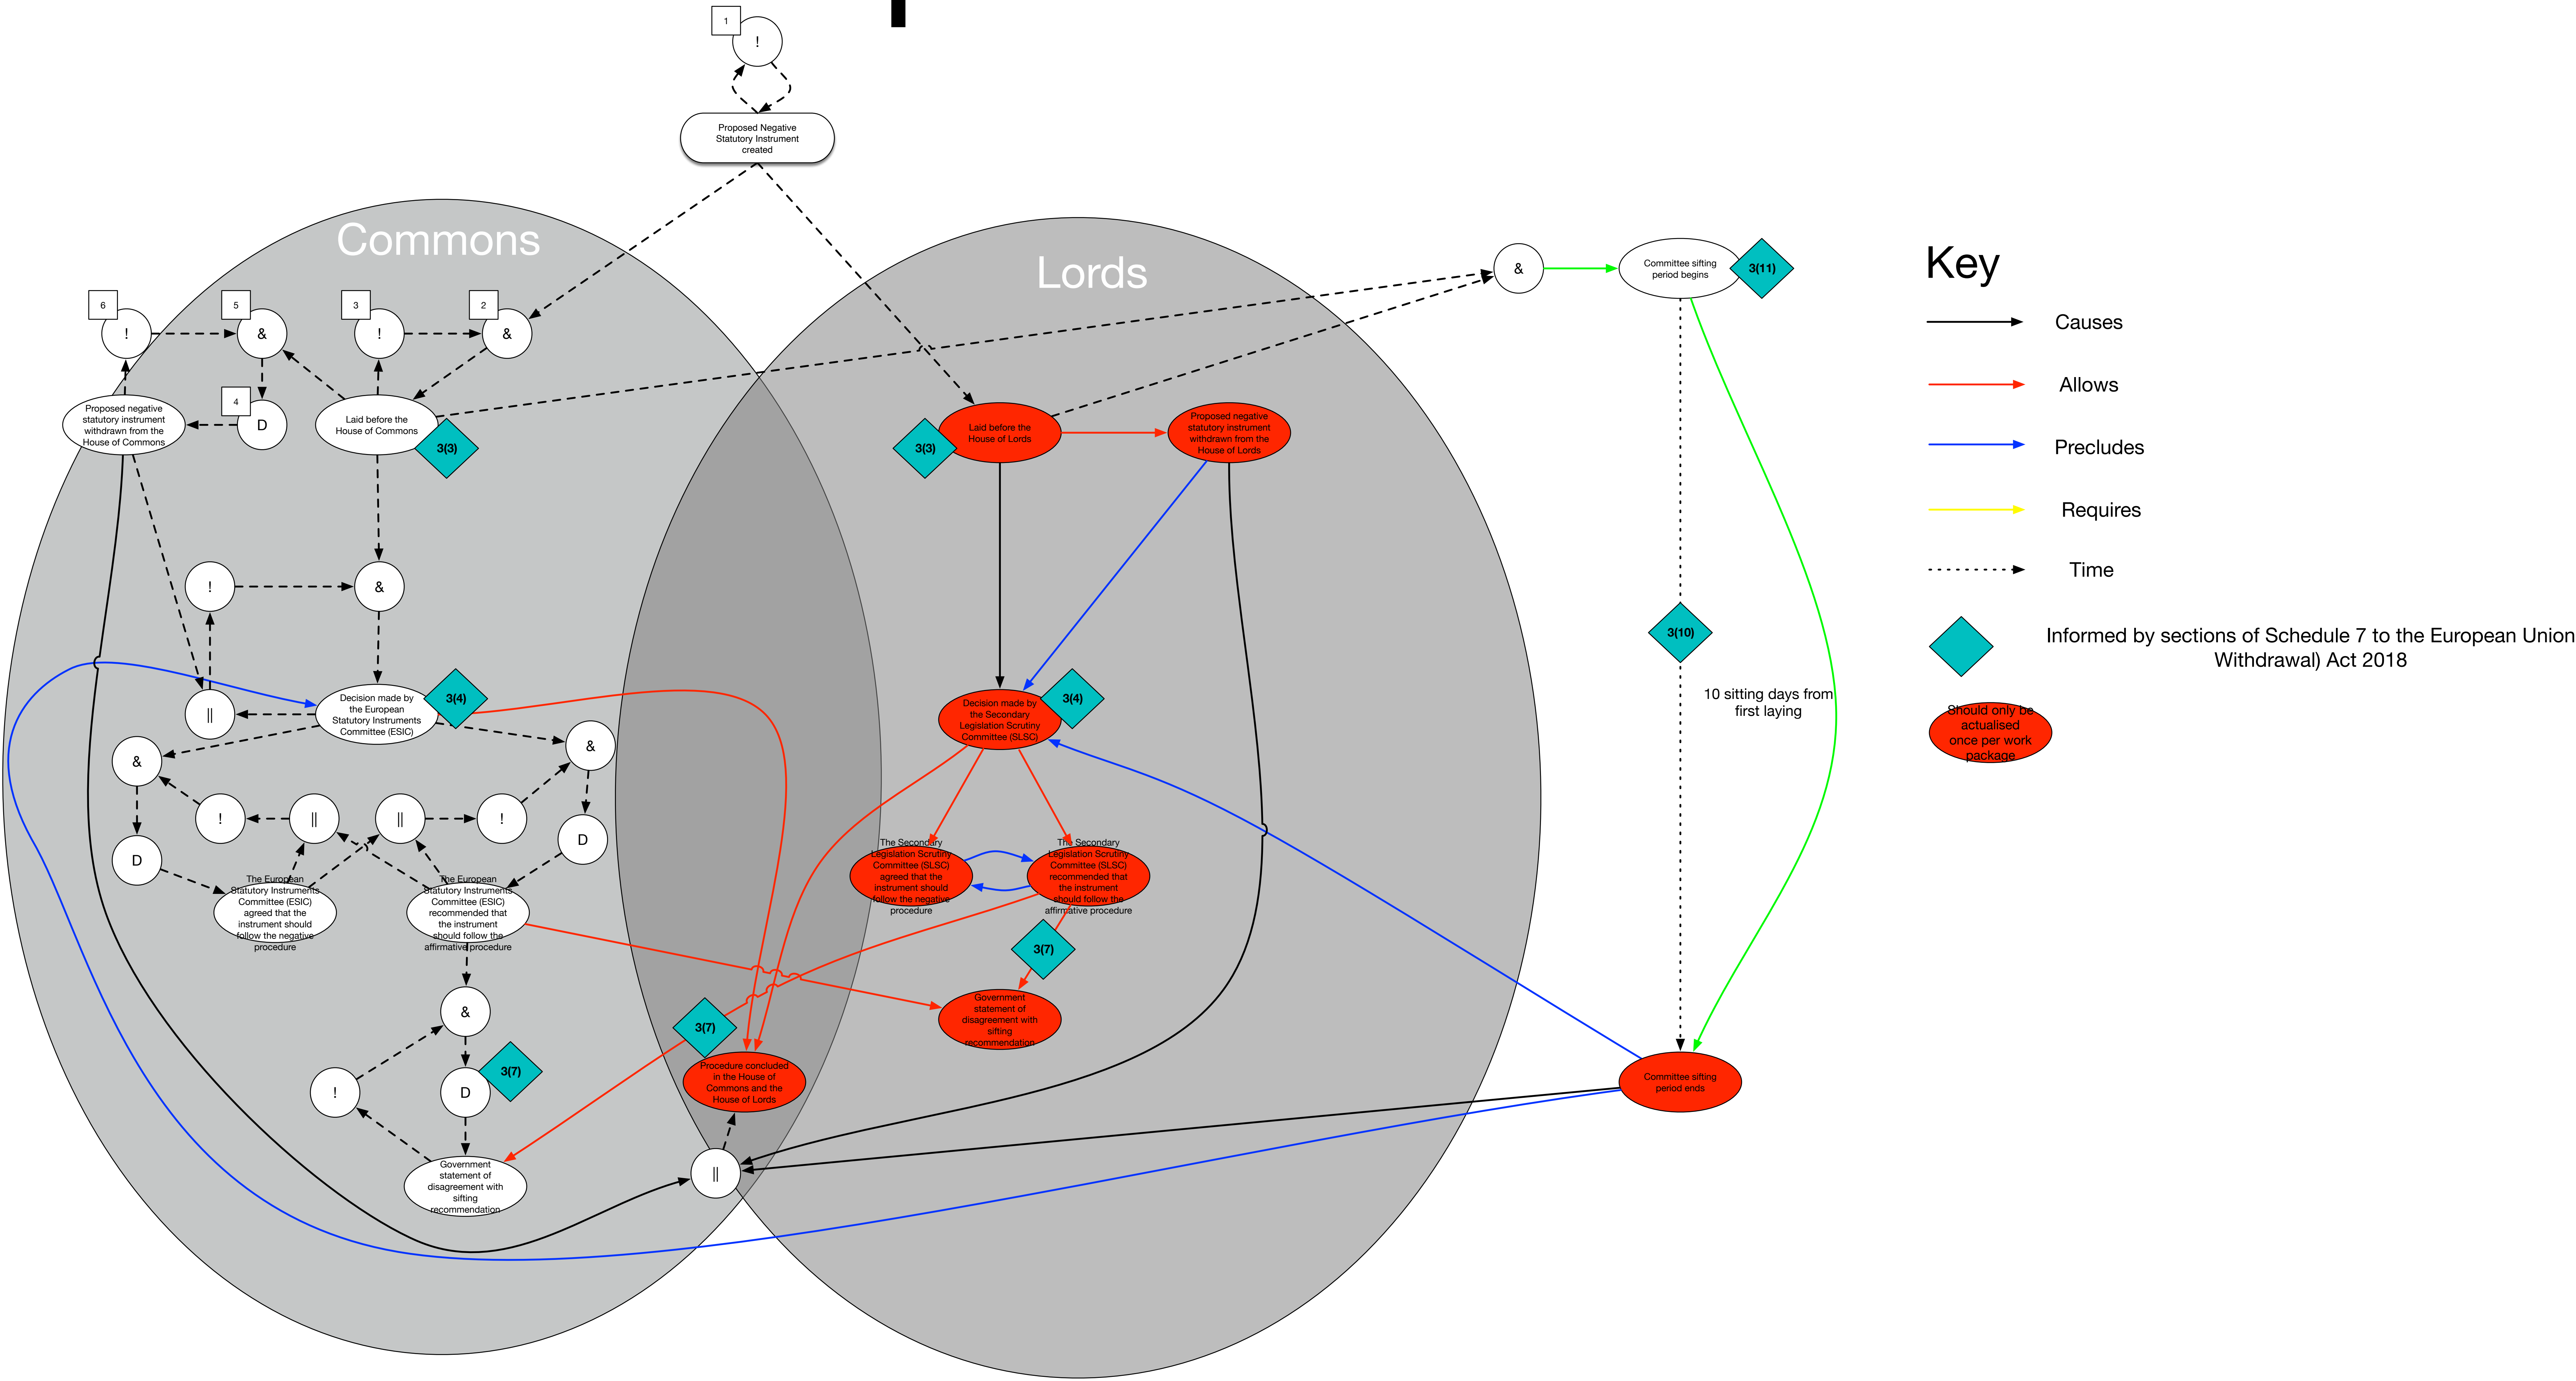 1
!
Proposed Negative
Statutory Instrument
created
Commons
Lords
6
!
5
&
3
!
2
&
4
D
Proposed negative
statutory instrument
withdrawn from the
House of Commons
Laid before the
House of Commons
3(3)
!
&
||
Decision made by
the European
Statutory Instruments
Committee (ESIC)
3(4)
&
&
!
||
||
!
D
D
The European
Statutory Instruments
Committee (ESIC)
agreed that the
instrument should
follow the negative
procedure
The European
Statutory Instruments
Committee (ESIC)
recommended that
the instrument
should follow the
affirmative procedure
&
!
D
3(7)
Government
statement of
disagreement with
sifting
recommendation
3(7)
Procedure concluded
in the House of
Commons and the
House of Lords
||
3(3)
Laid before the
House of Lords
Proposed negative
statutory instrument
withdrawn from the
House of Lords
Decision made by
the Secondary
Legislation Scrutiny
Committee (SLSC)
3(4)
The Secondary
Legislation Scrutiny
Committee (SLSC)
agreed that the
instrument should
follow the negative
procedure
The Secondary
Legislation Scrutiny
Committee (SLSC)
recommended that
the instrument
should follow the
affirmative procedure
3(7)
Government
statement of
disagreement with
sifting
recommendation
&
Committee sifting
period begins
3(11)
3(10)
10 sitting days from
first laying
Committee sifting
period ends
Key
Causes
Allows
Precludes
Requires
Time
Informed by sections of Schedule 7 to the European Union
Withdrawal) Act 2018
Should only be
actualised
once per work
package